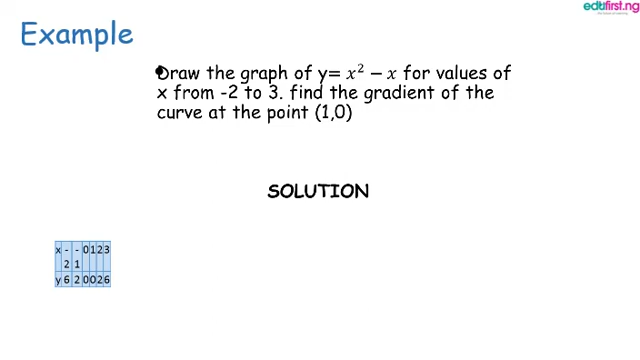 edufirst.ng
Example
Draw the graph of y= x² − x for values of
x from -2 to 3. find the gradient of the
curve at the point (1,0)
SOLUTION
x -2 -1 0 1 2 3
y 6 2 0 0 2 6